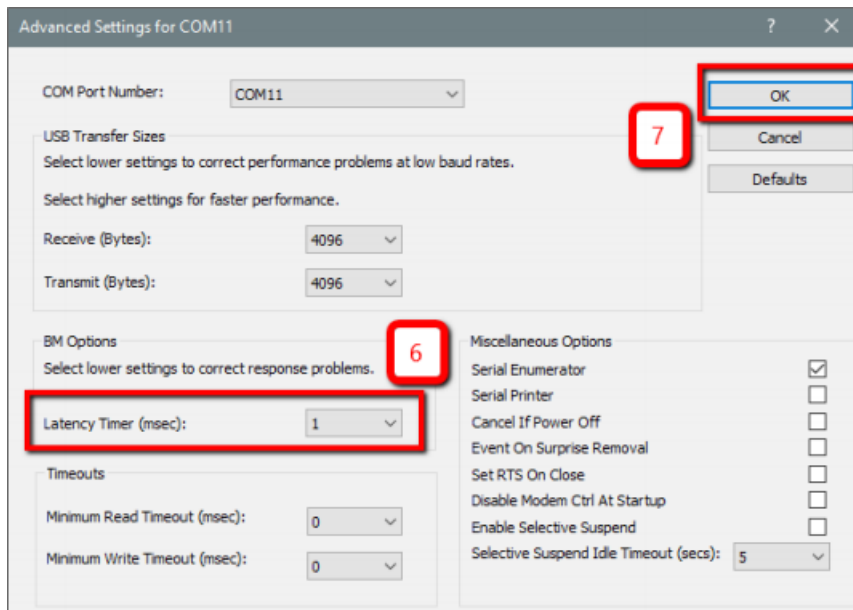 Advanced Settings for COM11
COM Port Number: COM11
OK
7
Cancel
Defaults
USB Transfer Sizes
Select lower settings to correct performance problems at low baud rates.
Select higher settings for faster performance.
Receive (Bytes): 4096
Transmit (Bytes): 4096
BM Options
6
Select lower settings to correct response problems.
Latency Timer (msec): 1
Timeouts
Minimum Read Timeout (msec): 0
Minimum Write Timeout (msec): 0
Miscellaneous Options
Serial Enumerator
Serial Printer
Cancel If Power Off
Event On Surprise Removal
Set RTS On Close
Disable Modem Ctrl At Startup
Enable Selective Suspend
Selective Suspend Idle Timeout (secs): 5